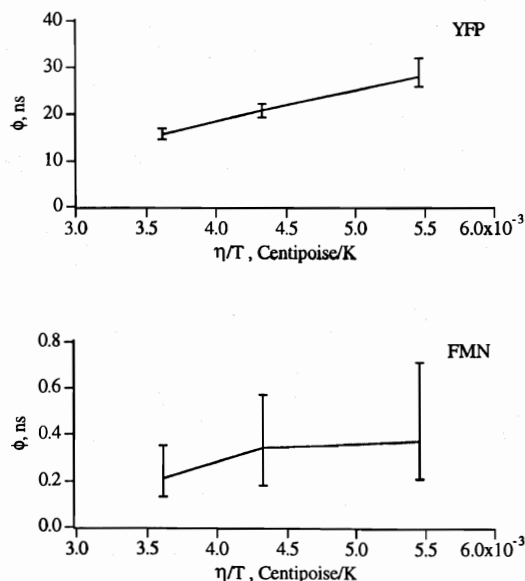 YFP
40
30
20
10
0
ϕ, ns
3.0 3.5 4.0 4.5 5.0 5.5 6.0x10⁻³
η/T , Centipoise/K
FMN
0.8
0.6
0.4
0.2
0.0
ϕ, ns
3.0 3.5 4.0 4.5 5.0 5.5 6.0x10⁻³
η/T , Centipoise/K